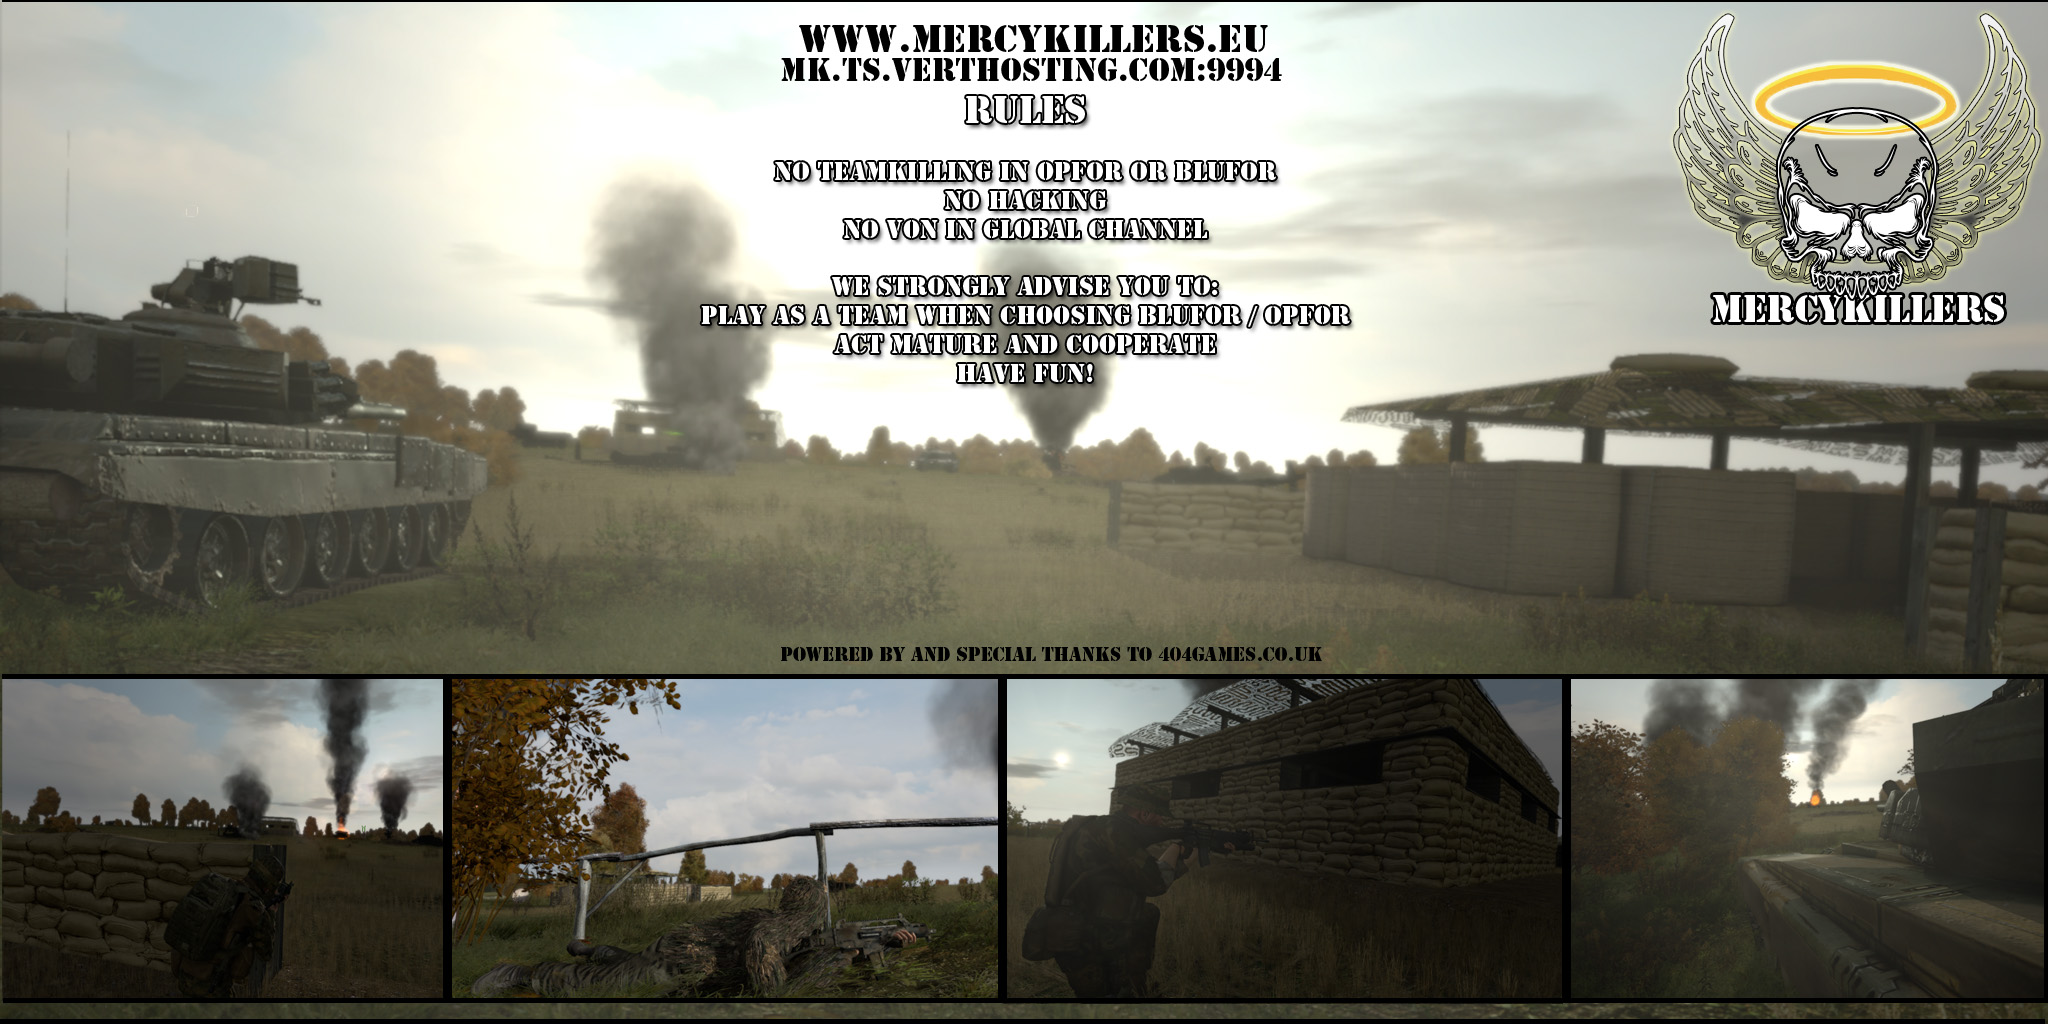 WWW.MERCYKILLERS.EU
MK.TS.VERTHOSTING.COM:9994
RULES
NO TEAMKILLING IN OPFOR OR BLUFOR
NO HACKING
NO VON IN GLOBAL CHANNEL
WE STRONGLY ADVISE YOU TO:
PLAY AS A TEAM WHEN CHOOSING BLUFOR / OPFOR
ACT MATURE AND COOPERATE
HAVE FUN!
MERCYKILLERS
POWERED BY AND SPECIAL THANKS TO 404GAMES.CO.UK